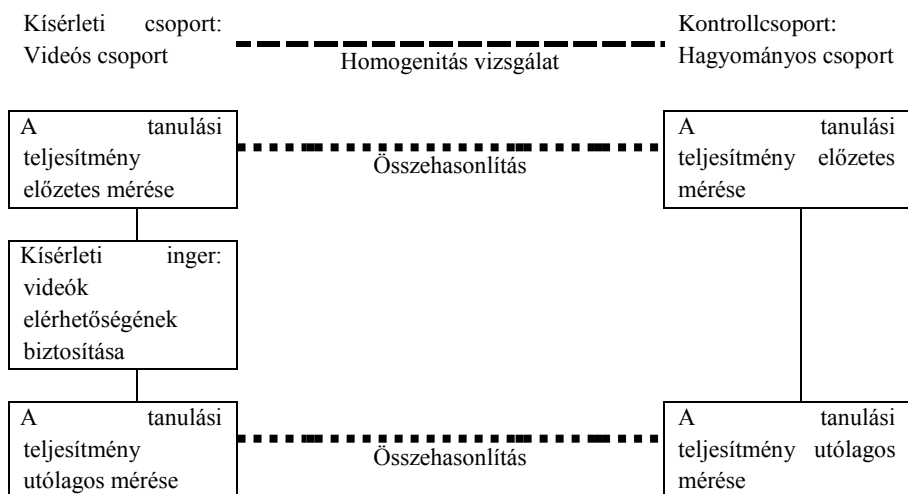 Kísérleti csoport:
Videós csoport
Homogenitás vizsgálat
Kontrollcsoport:
Hagyományos csoport
A tanulási
teljesítmény
előzetes mérése
Összehasonlítás
A tanulási
teljesítmény előzetes
mérése
Kísérleti inger:
videók
elérhetőségének
biztosítása
A tanulási
teljesítmény
utólagos mérése
Összehasonlítás
A tanulási
teljesítmény utólagos
mérése